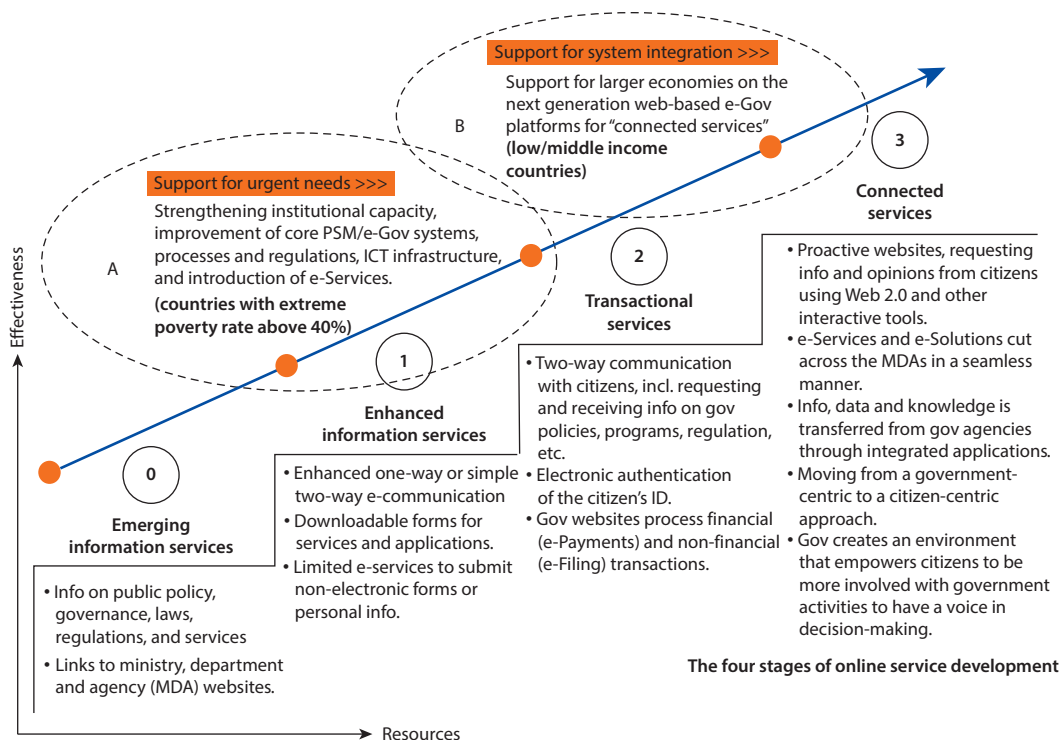 Support for system integration >>>
Support for larger economies on the
next generation web-based e-Gov
platforms for “connected services”
(low/middle income
countries)
B
3
Connected
services
Support for urgent needs >>>
Strengthening institutional capacity,
improvement of core PSM/e-Gov systems,
processes and regulations, ICT infrastructure,
and introduction of e-Services.
(countries with extreme
poverty rate above 40%)
A
2
Transactional
services
1
Enhanced
information services
0
Emerging
information services
Effectiveness
• Info on public policy,
governance, laws,
regulations, and services
• Links to ministry, department
and agency (MDA) websites.
• Enhanced one-way or simple
two-way e-communication
• Downloadable forms for
services and applications.
• Limited e-services to submit
non-electronic forms or
personal info.
• Two-way communication
with citizens, incl. requesting
and receiving info on gov
policies, programs, regulation,
etc.
• Electronic authentication
of the citizen’s ID.
• Gov websites process financial
(e-Payments) and non-financial
(e-Filing) transactions.
• Proactive websites, requesting
info and opinions from citizens
using Web 2.0 and other
interactive tools.
• e-Services and e-Solutions cut
across the MDAs in a seamless
manner.
• Info, data and knowledge is
transferred from gov agencies
through integrated applications.
• Moving from a government-
centric to a citizen-centric
approach.
• Gov creates an environment
that empowers citizens to be
more involved with government
activities to have a voice in
decision-making.
The four stages of online service development
Resources